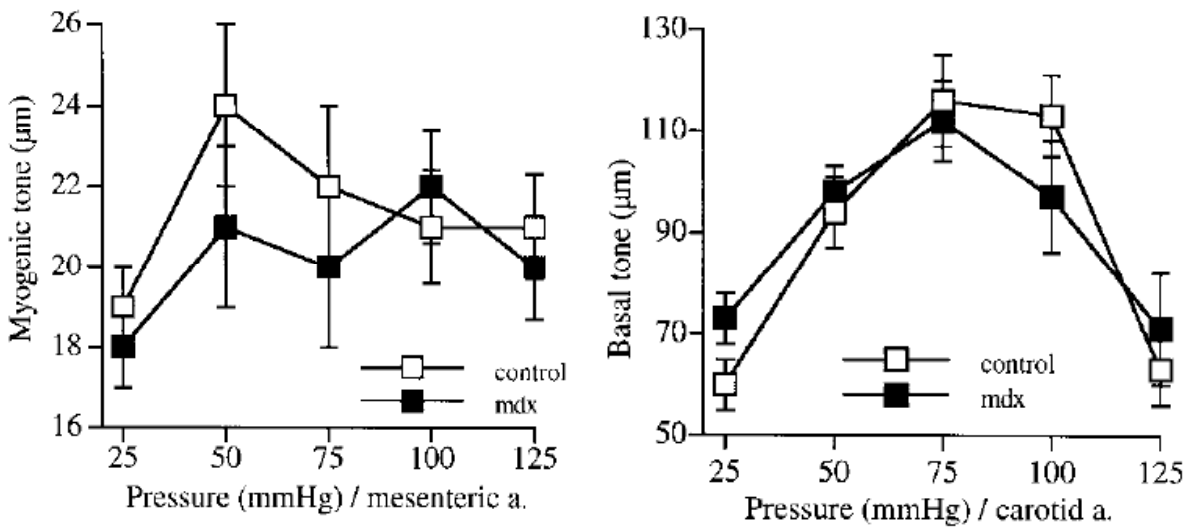 Myogenic tone (μm)
26
24
22
20
18
16
control
mdx
25 50 75 100 125
Pressure (mmHg) / mesenteric a.
Basal tone (μm)
130
110
90
70
50
control
mdx
25 50 75 100 125
Pressure (mmHg) / carotid a.